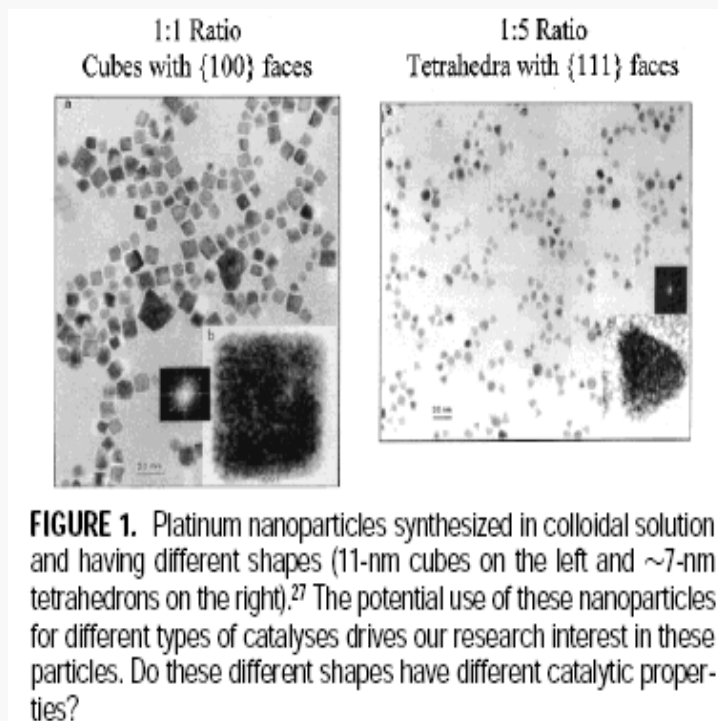 1:1 Ratio
Cubes with {100} faces
1:5 Ratio
Tetrahedra with {111} faces
a
b
20 nm
FIGURE 1. Platinum nanoparticles synthesized in colloidal solution
and having different shapes (11-nm cubes on the left and ~7-nm
tetrahedrons on the right).27 The potential use of these nanoparticles
for different types of catalyses drives our research interest in these
particles. Do these different shapes have different catalytic proper-
ties?